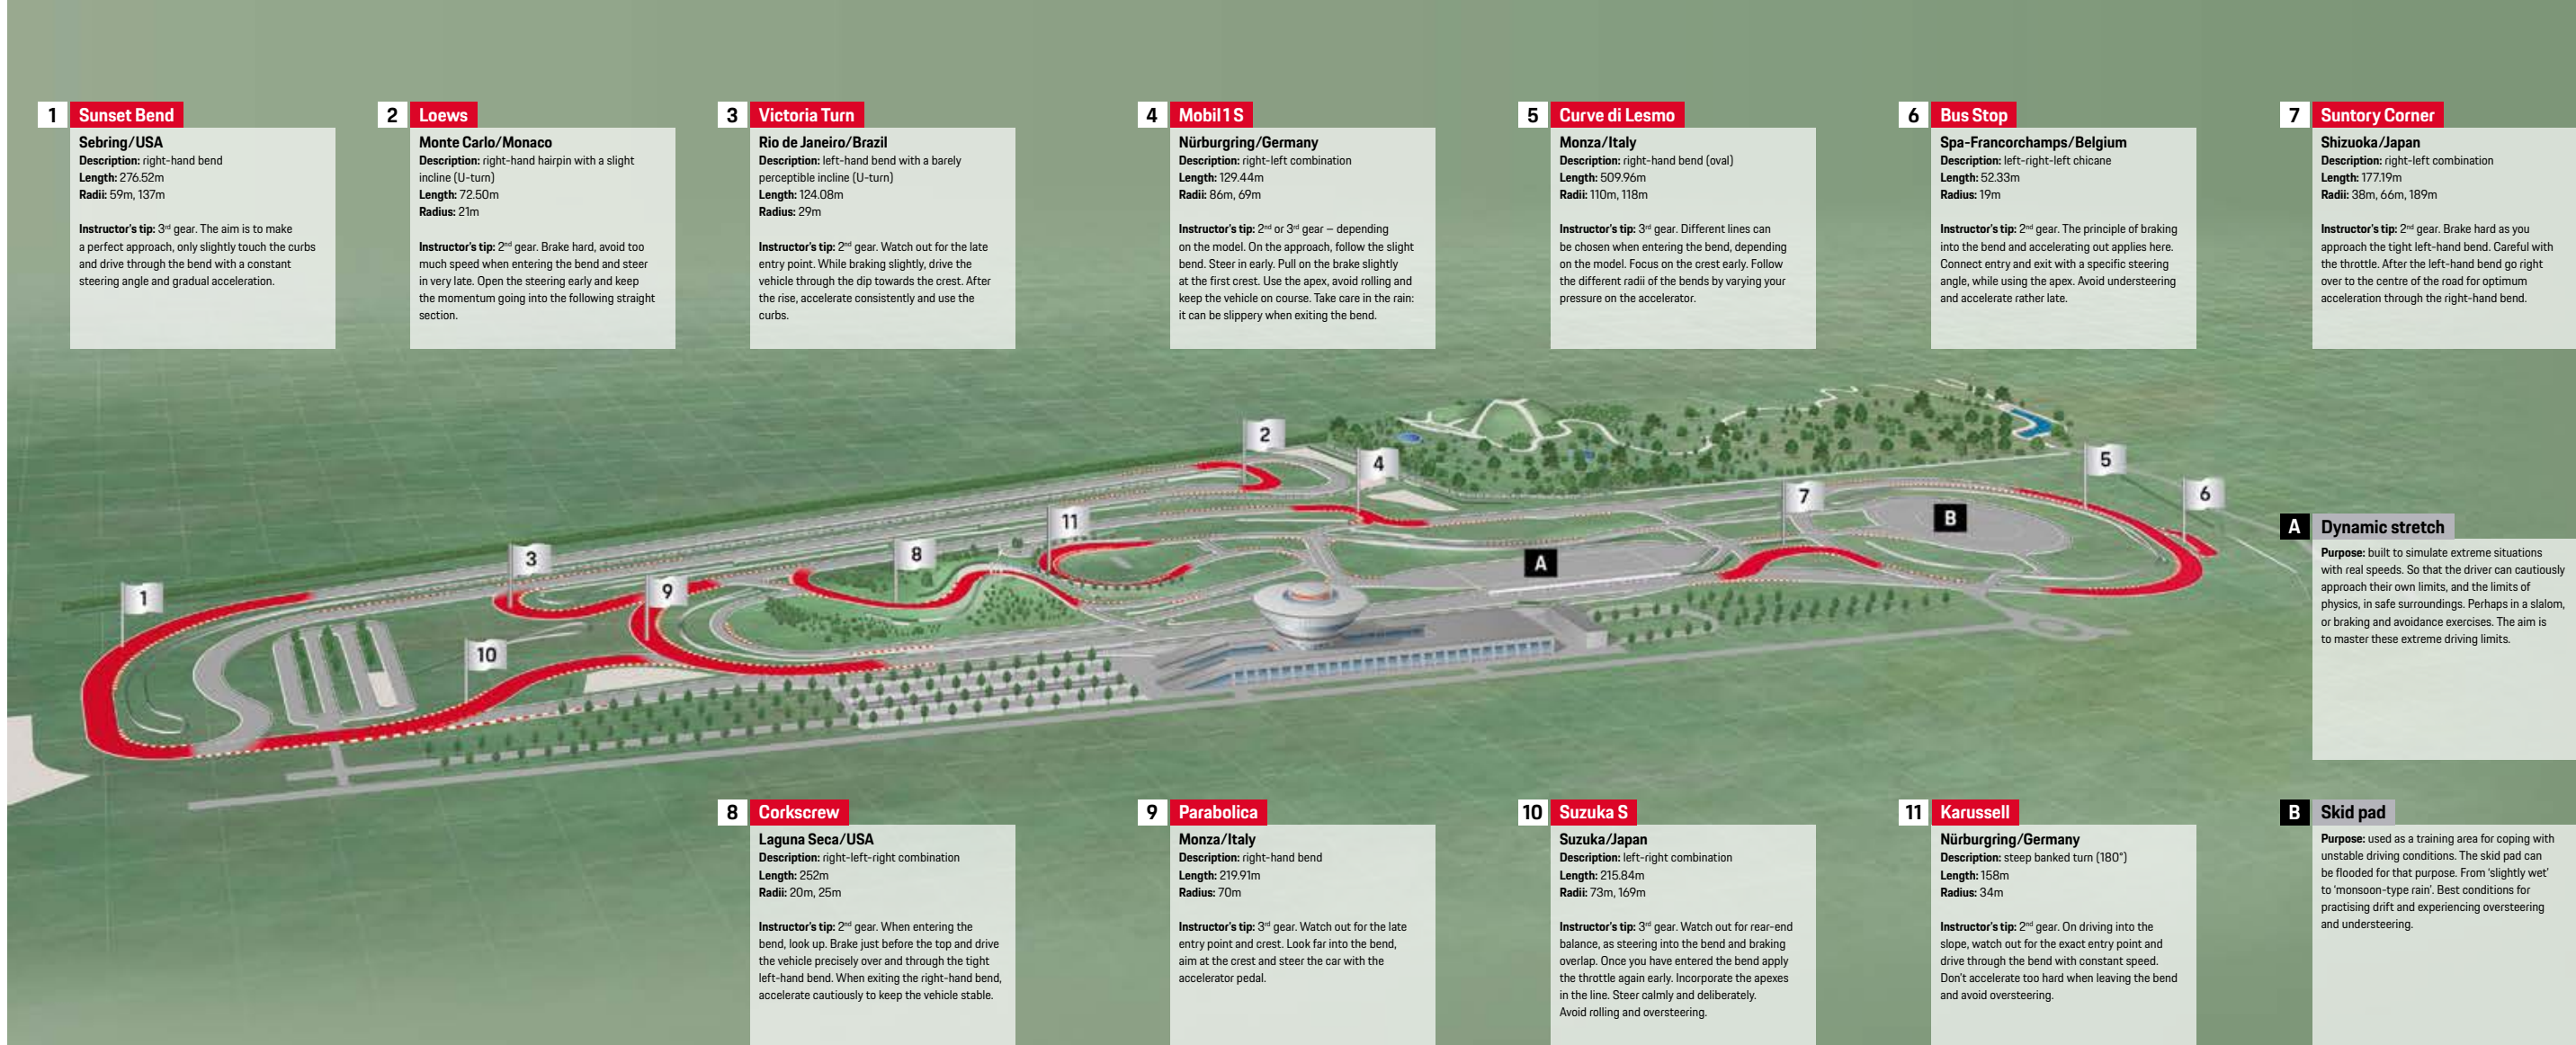 1 Sunset Bend
Sebring/USA
Description: right-hand bend
Length: 276.52m
Radii: 59m, 137m
Instructor's tip: 3rd gear. The aim is to make
a perfect approach, only slightly touch the curbs
and drive through the bend with a constant
steering angle and gradual acceleration.
2 Loews
Monte Carlo/Monaco
Description: right-hand hairpin with a slight
incline (U-turn)
Length: 72.50m
Radius: 21m
Instructor's tip: 2nd gear. Brake hard, avoid too
much speed when entering the bend and steer
in very late. Open the steering early and keep
the momentum going into the following straight
section.
3 Victoria Turn
Rio de Janeiro/Brazil
Description: left-hand bend with a barely
perceptible incline (U-turn)
Length: 124.08m
Radius: 29m
Instructor's tip: 2nd gear. Watch out for the late
entry point. While braking slightly, drive the
vehicle through the dip towards the crest. After
the rise, accelerate consistently and use the
curbs.
4 Mobil1 S
Nürburgring/Germany
Description: right-left combination
Length: 129.44m
Radii: 86m, 69m
Instructor's tip: 2nd or 3rd gear – depending
on the model. On the approach, follow the slight
bend. Steer in early. Pull on the brake slightly
at the first crest. Use the apex, avoid rolling and
keep the vehicle on course. Take care in the rain:
it can be slippery when exiting the bend.
5 Curve di Lesmo
Monza/Italy
Description: right-hand bend (oval)
Length: 509.96m
Radii: 110m, 118m
Instructor's tip: 3rd gear. Different lines can
be chosen when entering the bend, depending
on the model. Focus on the crest early. Follow
the different radii of the bends by varying your
pressure on the accelerator.
6 Bus Stop
Spa-Francorchamps/Belgium
Description: left-right-left chicane
Length: 52.33m
Radius: 19m
Instructor's tip: 2nd gear. The principle of braking
into the bend and accelerating out applies here.
Connect entry and exit with a specific steering
angle, while using the apex. Avoid understeering
and accelerate rather late.
7 Suntory Corner
Shizuoka/Japan
Description: right-left combination
Length: 177.19m
Radii: 38m, 66m, 189m
Instructor's tip: 2nd gear. Brake hard as you
approach the tight left-hand bend. Careful with
the throttle. After the left-hand bend go right
over to the centre of the road for optimum
acceleration through the right-hand bend.
2
4
5
6
7
B
11
8
A
3
9
1
10
A Dynamic stretch
Purpose: built to simulate extreme situations
with real speeds. So that the driver can cautiously
approach their own limits, and the limits of
physics, in safe surroundings. Perhaps in a slalom,
or braking and avoidance exercises. The aim is
to master these extreme driving limits.
8 Corkscrew
Laguna Seca/USA
Description: right-left-right combination
Length: 252m
Radii: 20m, 25m
Instructor's tip: 2nd gear. When entering the
bend, look up. Brake just before the top and drive
the vehicle precisely over and through the tight
left-hand bend. When exiting the right-hand bend,
accelerate cautiously to keep the vehicle stable.
9 Parabolica
Monza/Italy
Description: right-hand bend
Length: 219.91m
Radius: 70m
Instructor's tip: 3rd gear. Watch out for the late
entry point and crest. Look far into the bend,
aim at the crest and steer the car with the
accelerator pedal.
10 Suzuka S
Suzuka/Japan
Description: left-right combination
Length: 215.84m
Radii: 73m, 169m
Instructor's tip: 3rd gear. Watch out for rear-end
balance, as steering into the bend and braking
overlap. Once you have entered the bend apply
the throttle again early. Incorporate the apexes
in the line. Steer calmly and deliberately.
Avoid rolling and oversteering.
11 Karussell
Nürburgring/Germany
Description: steep banked turn (180°)
Length: 158m
Radius: 34m
Instructor's tip: 2nd gear. On driving into the
slope, watch out for the exact entry point and
drive through the bend with constant speed.
Don't accelerate too hard when leaving the bend
and avoid oversteering.
B Skid pad
Purpose: used as a training area for coping with
unstable driving conditions. The skid pad can
be flooded for that purpose. From ‘slightly wet’
to ‘monsoon-type rain’. Best conditions for
practising drift and experiencing oversteering
and understeering.